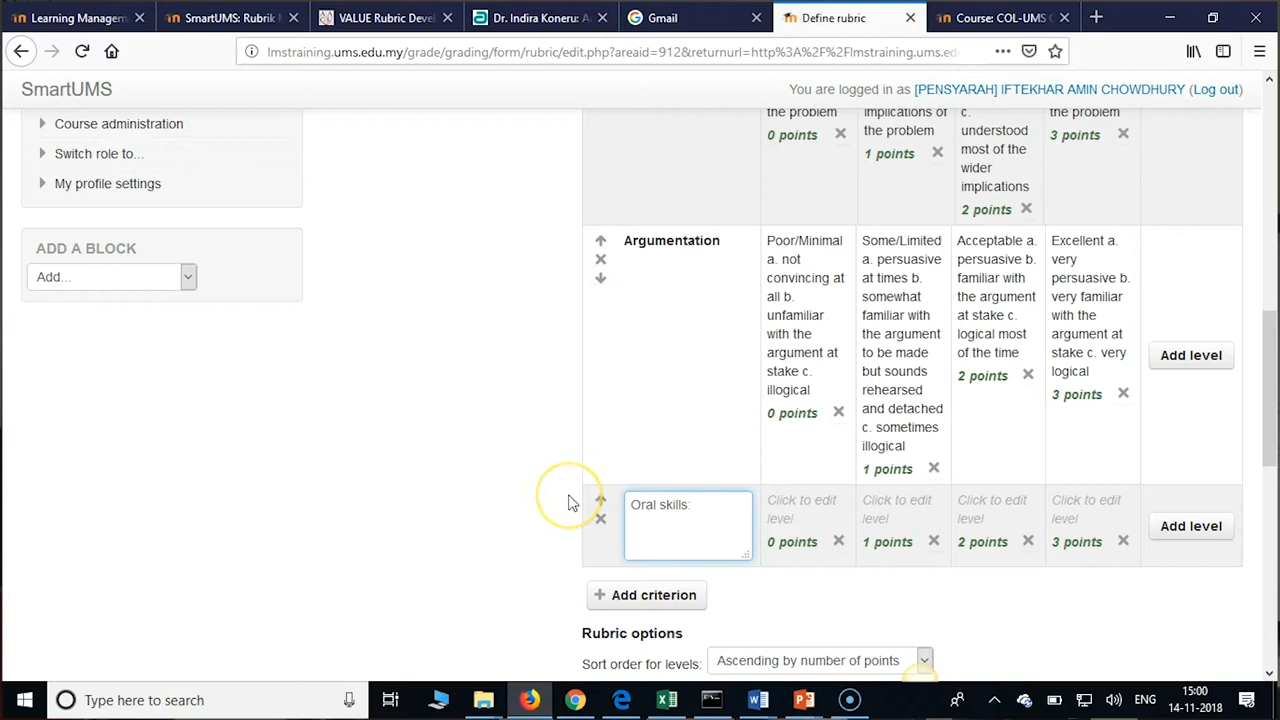 Learning Managem
SmartUMS: Rubrik M
VALUE Rubric Devel
Dr. Indira Koneru: A
Gmail
Define rubric
Course: COL-UMS C
lmstraining.ums.edu.my/grade/grading/form/rubric/edit.php?areaid=912&returnurl=http%3A%2F%2Flmstraining.ums.ed
SmartUMS
You are logged in as [PENSYARAH] IFTEKHAR AMIN CHOWDHURY (Log out)
Course administration
Switch role to...
My profile settings
ADD A BLOCK
Add...
the problem
0 points
implications of
the problem
1 points
c.
understood
most of the
wider
implications
2 points
the problem
3 points
Argumentation
Poor/Minimal
a. not
convincing at
all b.
unfamiliar
with the
argument at
stake c.
illogical
0 points
Some/Limited
a. persuasive
at times b.
somewhat
familiar with
the argument
to be made
but sounds
rehearsed
and detached
c. sometimes
illogical
1 points
Acceptable a.
persuasive b.
familiar with
the argument
at stake c.
logical most
of the time
2 points
Excellent a.
very
persuasive b.
very familiar
with the
argument at
stake c. very
logical
3 points
Add level
Oral skills:
Click to edit
level
0 points
Click to edit
level
1 points
Click to edit
level
2 points
Click to edit
level
3 points
Add level
+ Add criterion
Rubric options
Sort order for levels:
Ascending by number of points
Type here to search
ENG
15:00
14-11-2018